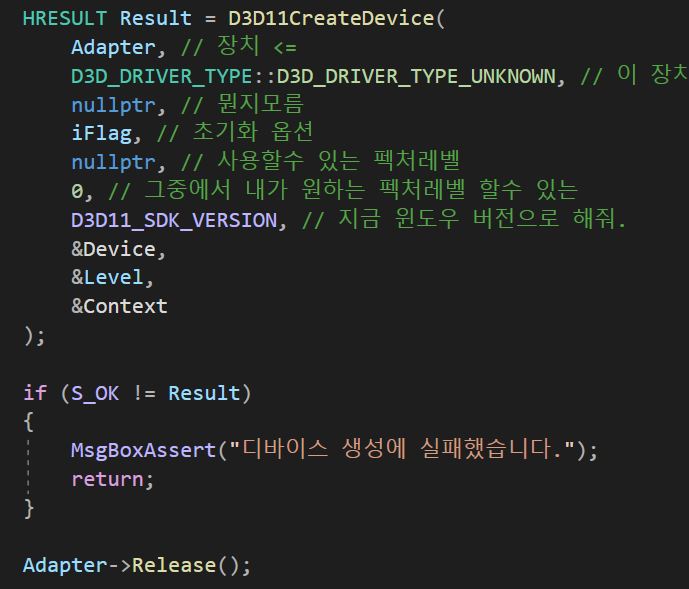 HRESULT Result = D3D11CreateDevice(
Adapter, // 장치 <=
D3D_DRIVER_TYPE::D3D_DRIVER_TYPE_UNKNOWN, // 이 장치
nullptr, // 뭔지모름
iFlag, // 초기화 옵션
nullptr, // 사용할수 있는 펙처레벨
0, // 그중에서 내가 원하는 펙처레벨 할수 있는
D3D11_SDK_VERSION, // 지금 윈도우 버전으로 해줘.
&Device,
&Level,
&Context
);
if (S_OK != Result)
{
MsgBoxAssert("디바이스 생성에 실패했습니다.");
return;
}
Adapter->Release();